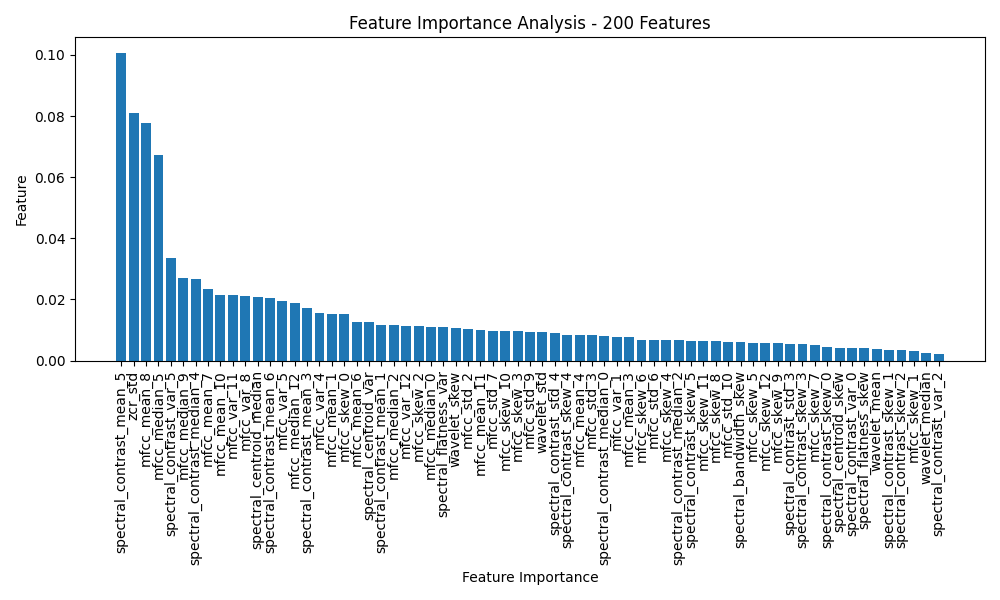 Feature Importance Analysis - 200 Features
Feature
0.10
0.08
0.06
0.04
0.02
0.00
spectral_contrast_mean_5
zcr_std
mfcc_mean_8
mfcc_median_5
spectral_contrast_var_5
mfcc_median_9
spectral_contrast_median_4
mfcc_mean_7
mfcc_mean_10
mfcc_var_11
mfcc_var_8
spectral_centroid_median
spectral_contrast_mean_6
mfcc_var_5
mfcc_median_12
spectral_contrast_mean_3
mfcc_var_4
mfcc_mean_1
mfcc_skew_0
mfcc_mean_6
spectral_centroid_var
spectral_contrast_mean_1
mfcc_median_2
mfcc_var_12
mfcc_skew_2
mfcc_median_0
spectral_flatness_var
Wavelet_skew
mfcc_std_2
mfcc_mean_11
mfcc_std_7
mfcc_skew_10
mfcc_skew_3
mfcc_std_9
wavelet_std
spectral_contrast_std_4
spectral_contrast_skew_4
mfcc_mean_4
mfcc_std_3
spectral_contrast_median_0
mfcc_var_1
mfcc_mean_3
mfcc_skew_6
mfcc_std_6
mfcc_skew_4
spectral_contrast_median_2
spectral_contrast_skew_5
mfcc_skew_11
mfcc_skew_8
mfcc_std_10
spectral_bandwidth_skew
mfcc_skew_5
mfcc_skew_12
mfcc_skew_9
spectral_contrast_std_3
spectral_contrast_skew_3
mfcc_skew_7
spectral_contrast_skew_0
spectral_centroid_skew
spectral_contrast_var_0
spectral_flatness_skew
wavelet_mean
spectral_contrast_skew_1
spectral_contrast_skew_2
mfcc_skew_1
wavelet_median
spectral_contrast_var_2
Feature Importance